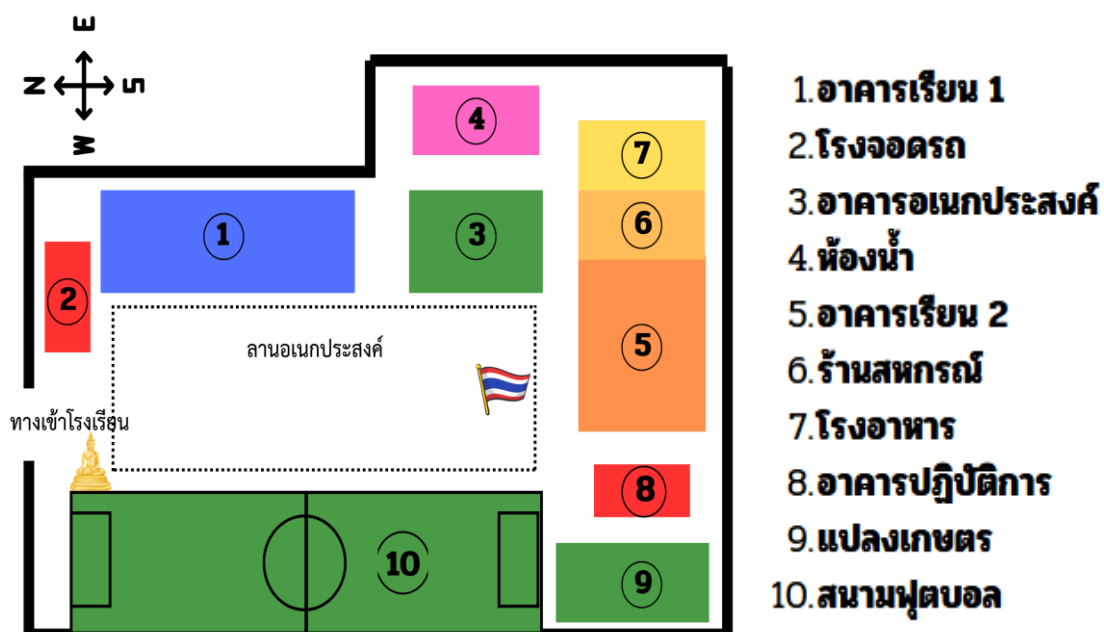 E
N S
W
4
7
1
3
6
2
ลานอเนกประสงค์
5
ทางเข้าโรงเรียน
8
10
9
1.อาคารเรียน 1
2.โรงจอดรถ
3.อาคารอเนกประสงค์
4.ห้องน้ำ
5.อาคารเรียน 2
6.ร้านสหกรณ์
7.โรงอาหาร
8.อาคารปฏิบัติการ
9.แปลงเกษตร
10.สนามฟุตบอล